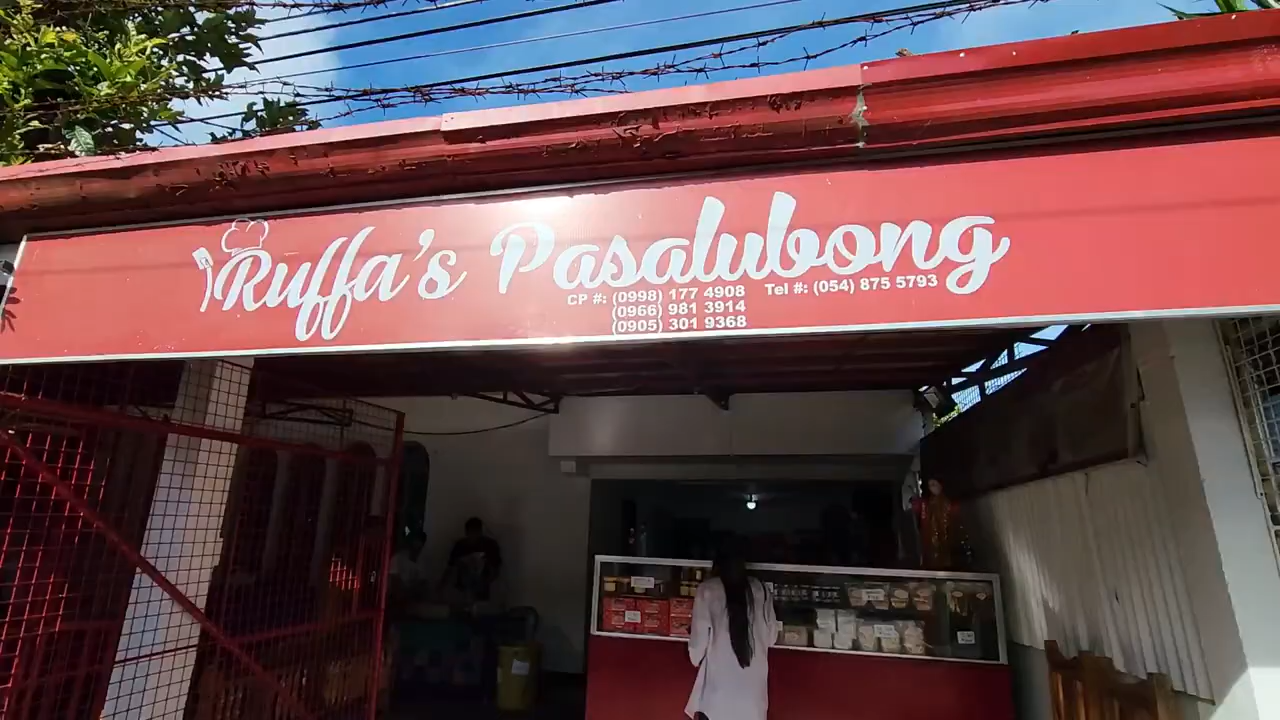 Ruffa's Pasalubong
CP #: (0998) 177 4908 Tel #: (054) 875 5793
(0966) 981 3914
(0905) 301 9368